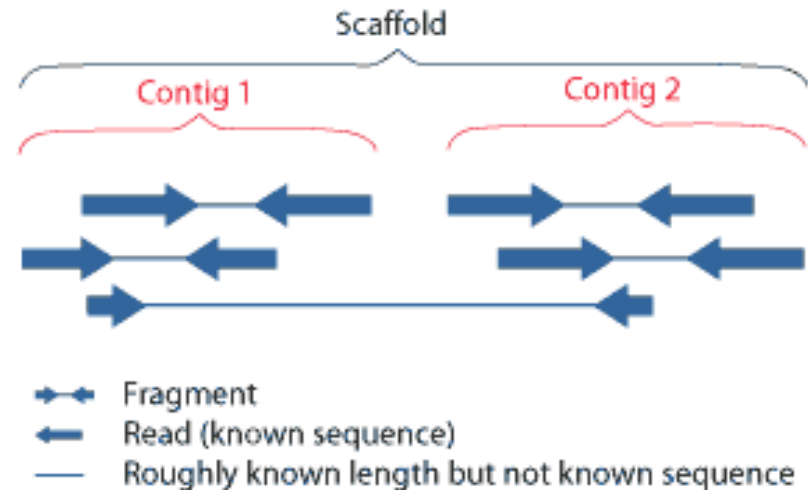 Scaffold
Contig 1
Contig 2
Fragment
Read (known sequence)
Roughly known length but not known sequence